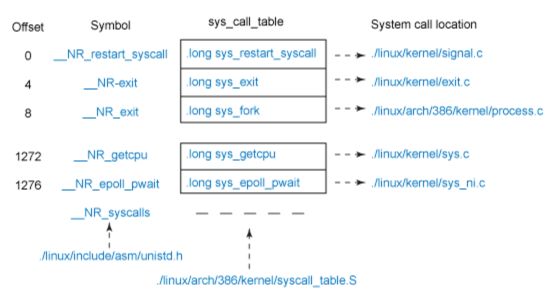 Offset Symbol sys_call_table System call location
0 __NR_restart_syscall .long sys_restart_syscall ./linux/kernel/signal.c
4 __NR-exit .long sys_exit ./linux/kernel/exit.c
8 __NR_exit .long sys_fork ./linux/arch/386/kernel/process.c
1272 __NR_getcpu .long sys_getcpu ./linux/kernel/sys.c
1276 __NR_epoll_pwait .long sys_epoll_pwait ./linux/kernel/sys_ni.c
__NR_syscalls
./linux/include/asm/unistd.h
./linux/arch/386/kernel/syscall_table.S